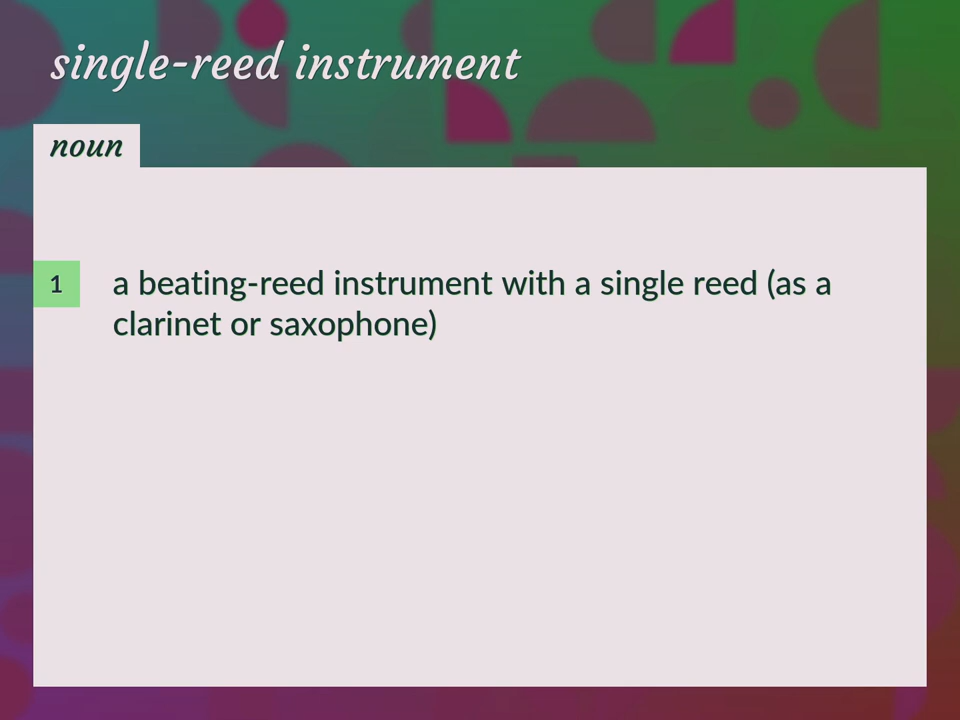 single-reed instrument
noun
1
a beating-reed instrument with a single reed (as a
clarinet or saxophone)